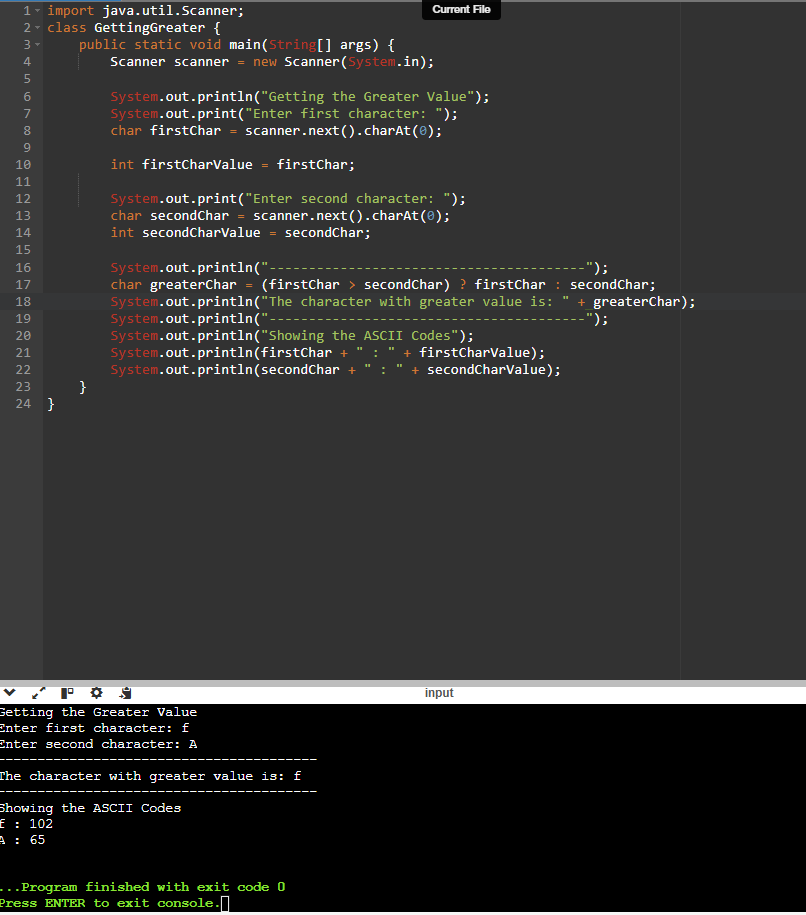 Current File
1 import java.util.Scanner;
2 class GettingGreater {
3 public static void main(String[] args) {
4 Scanner scanner = new Scanner(System.in);
5
6 System.out.println("Getting the Greater Value");
7 System.out.print("Enter first character: ");
8 char firstChar = scanner.next().charAt(0);
9
10 int firstCharValue = firstChar;
11
12 System.out.print("Enter second character: ");
13 char secondChar = scanner.next().charAt(0);
14 int secondCharValue = secondChar;
15
16 System.out.println("----------------------------------------");
17 char greaterChar = (firstChar > secondChar) ? firstChar : secondChar;
18 System.out.println("The character with greater value is: " + greaterChar);
19 System.out.println("----------------------------------------");
20 System.out.println("Showing the ASCII Codes");
21 System.out.println(firstChar + " : " + firstCharValue);
22 System.out.println(secondChar + " : " + secondCharValue);
23 }
24 }
input
Getting the Greater Value
Enter first character: f
Enter second character: A
----------------------------------------
The character with greater value is: f
----------------------------------------
Showing the ASCII Codes
f : 102
A : 65
...Program finished with exit code 0
Press ENTER to exit console.